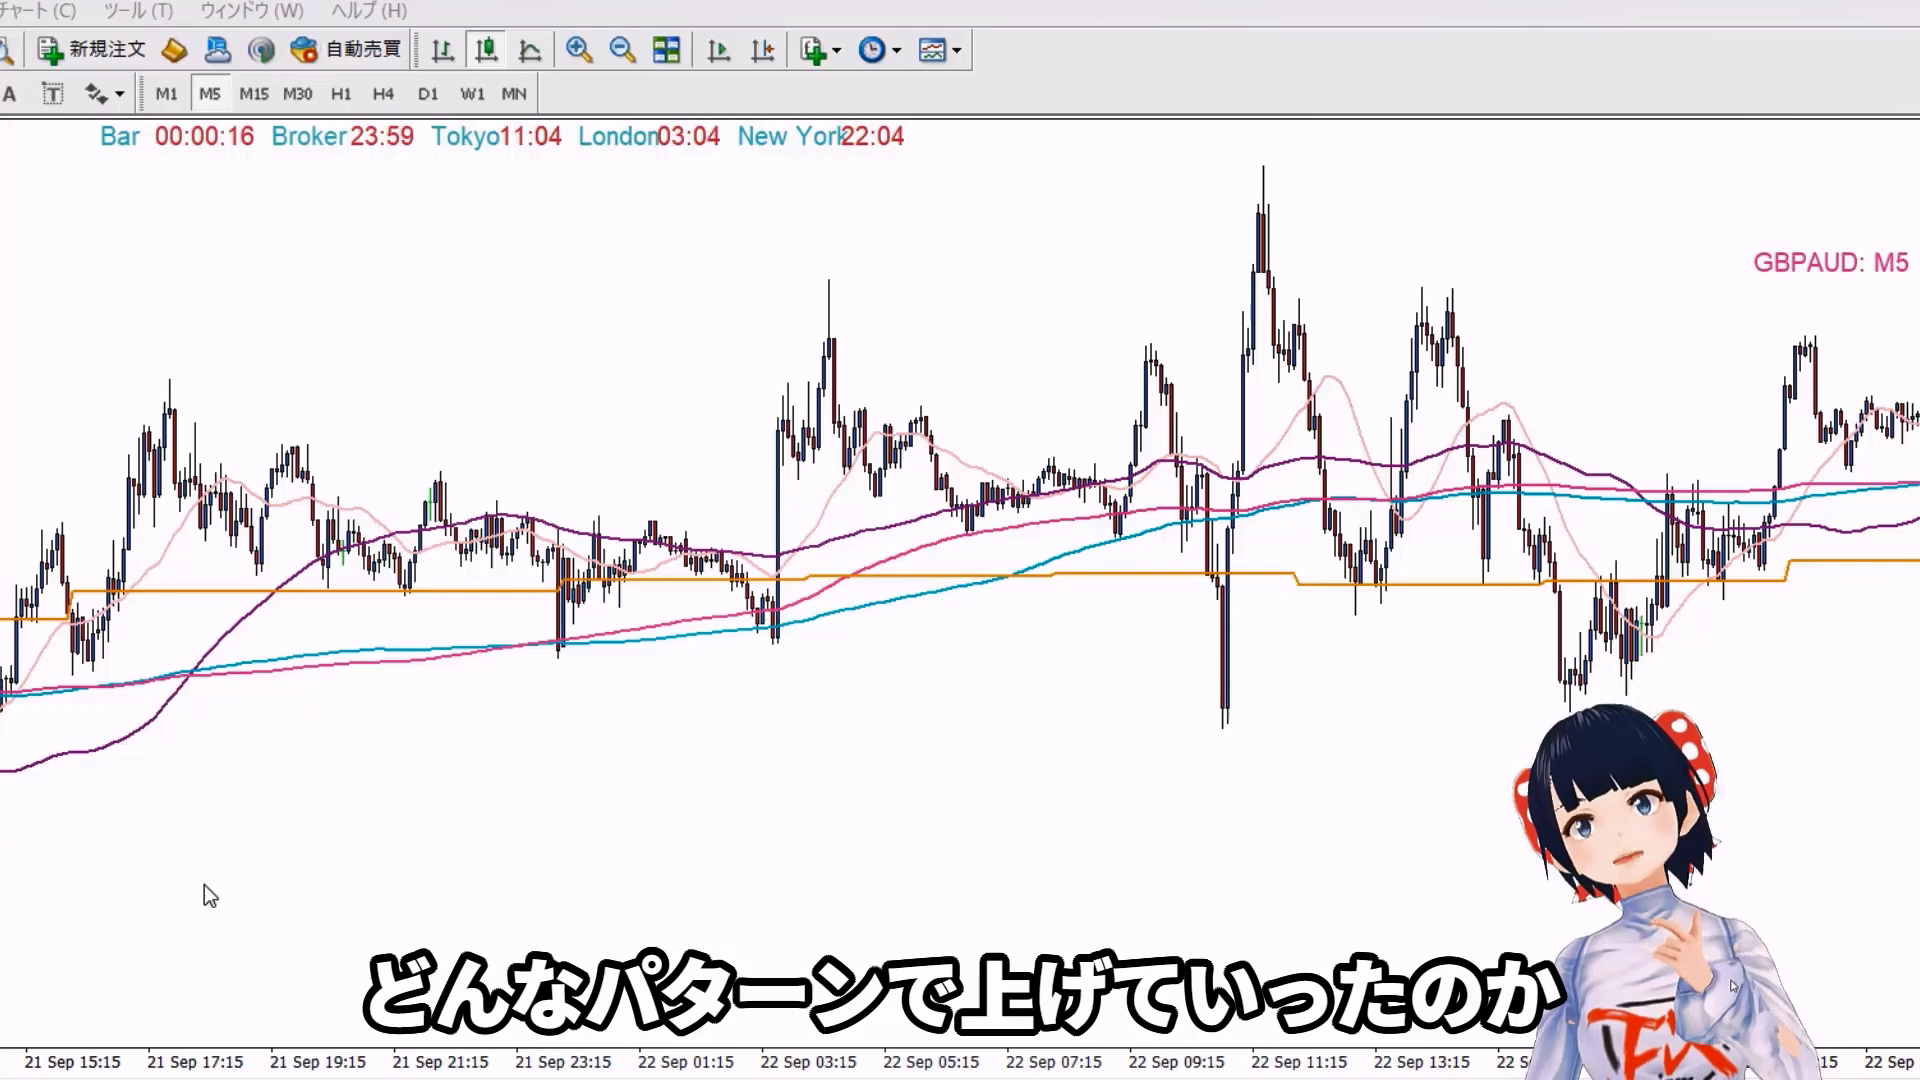 チャート (C) ツール (T) ウィンドウ (W) ヘルプ (H)
新規注文 自動売買
A T M1 M5 M15 M30 H1 H4 D1 W1 MN
Bar 00:00:16 Broker 23:59 Tokyo 11:04 London 03:04 New York 22:04
GBPAUD: M5
どんなパターンで上げていったのか
21 Sep 15:15 21 Sep 17:15 21 Sep 19:15 21 Sep 21:15 21 Sep 23:15 22 Sep 01:15 22 Sep 03:15 22 Sep 05:15 22 Sep 07:15 22 Sep 09:15 22 Sep 11:15 22 Sep 13:15 22 S :15 22 Sep